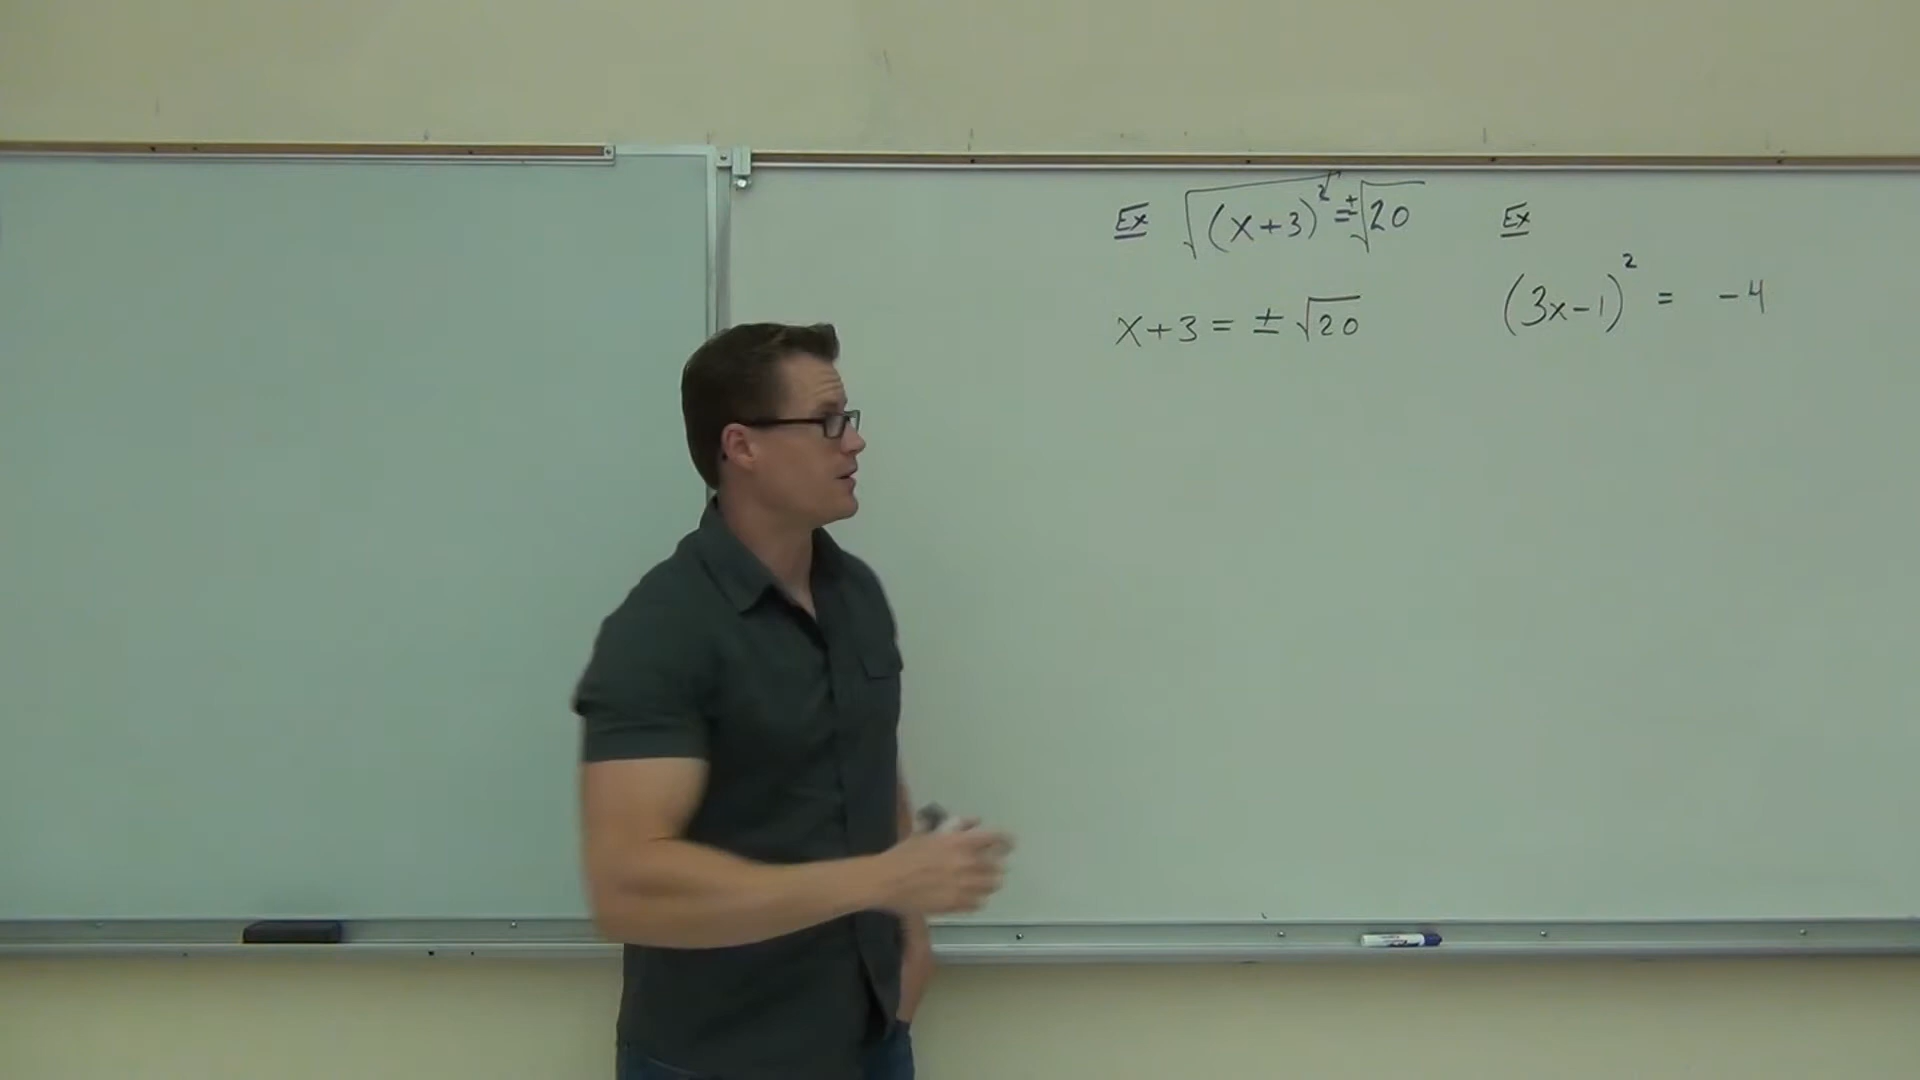 Ex √(x+3)² = ±√20
x+3 = ±√20
Ex
(3x-1)² = -4